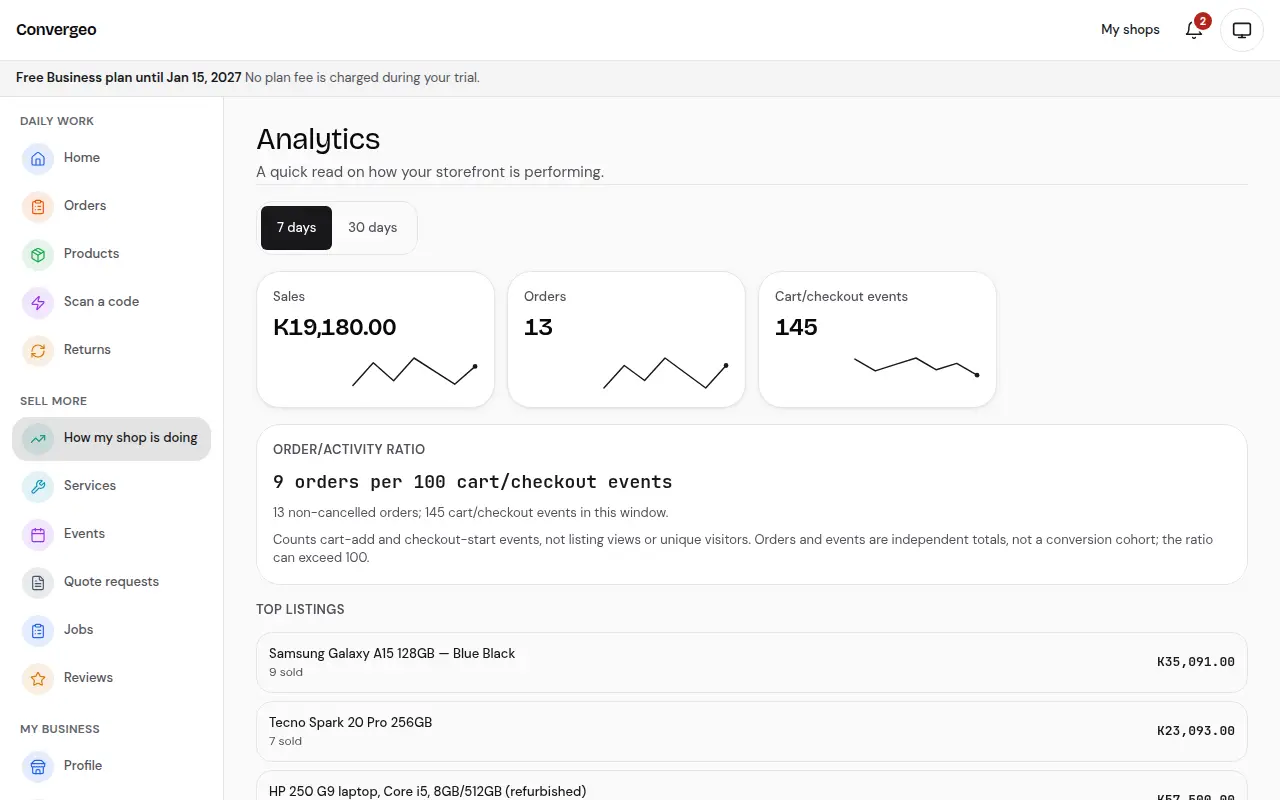 Convergeo
My shops
2
Free Business plan until Jan 15, 2027 No plan fee is charged during your trial.
DAILY WORK
Home
Orders
Products
Scan a code
Returns
SELL MORE
How my shop is doing
Services
Events
Quote requests
Jobs
Reviews
MY BUSINESS
Profile
Analytics
A quick read on how your storefront is performing.
7 days
30 days
Sales
K19,180.00
Orders
13
Cart/checkout events
145
ORDER/ACTIVITY RATIO
9 orders per 100 cart/checkout events
13 non-cancelled orders; 145 cart/checkout events in this window.
Counts cart-add and checkout-start events, not listing views or unique visitors. Orders and events are independent totals, not a conversion cohort; the ratio
can exceed 100.
TOP LISTINGS
Samsung Galaxy A15 128GB — Blue Black
9 sold
K35,091.00
Tecno Spark 20 Pro 256GB
7 sold
K23,093.00
HP 250 G9 laptop, Core i5, 8GB/512GB (refurbished)
K57,500.00